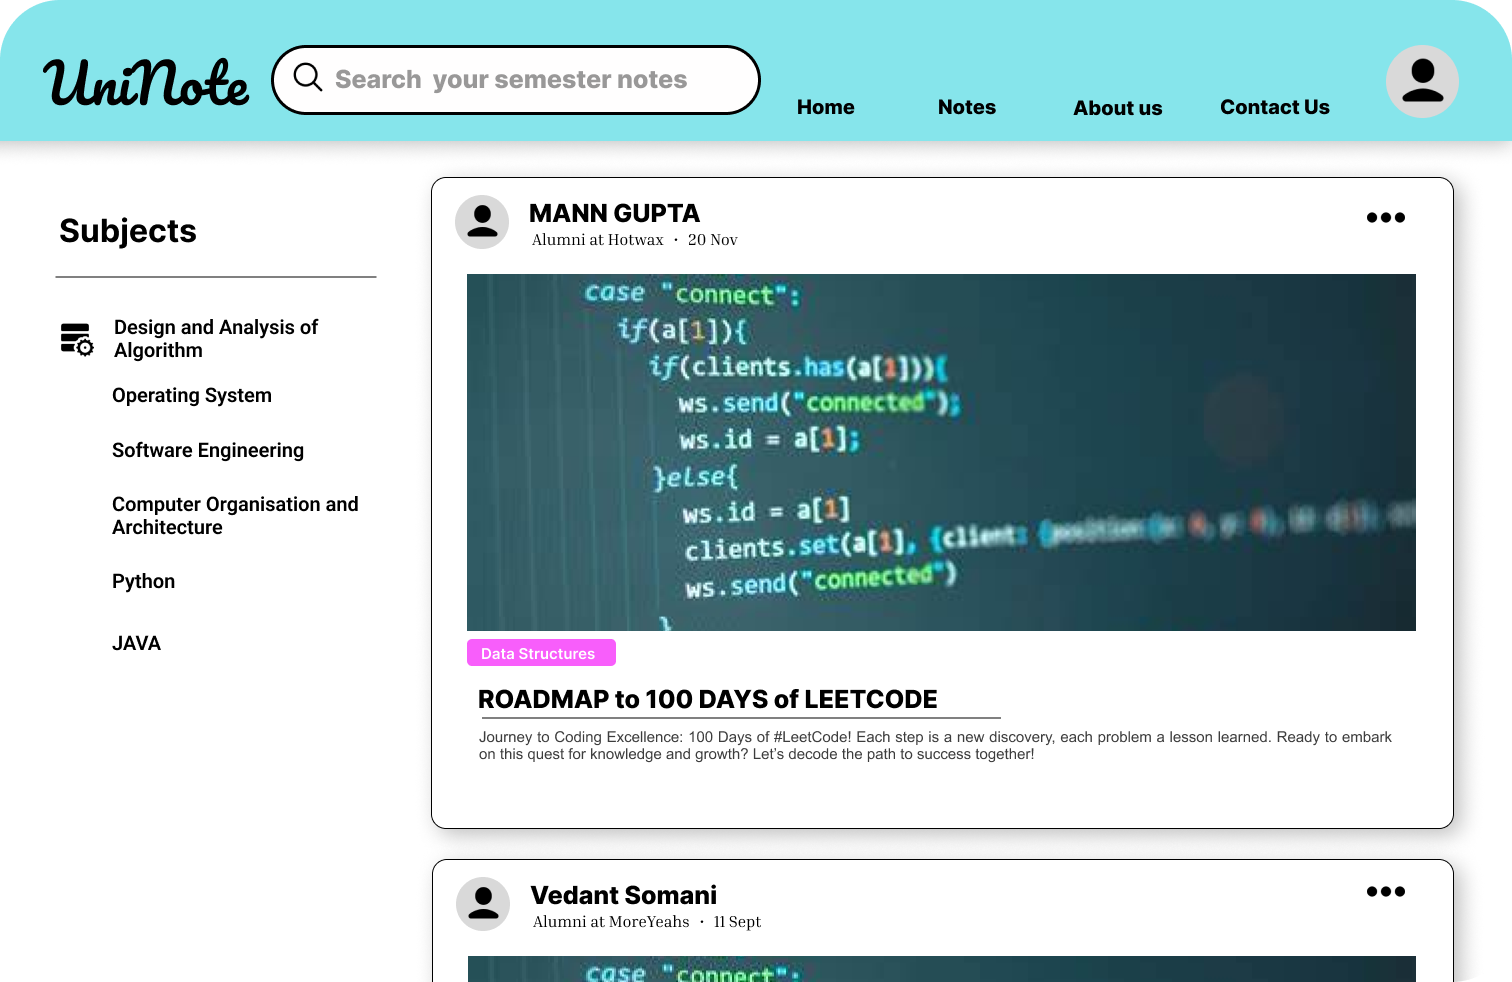 UniNote
Search your semester notes
Home
Notes
About us
Contact Us
Subjects
Design and Analysis of
Algorithm
Operating System
Software Engineering
Computer Organisation and
Architecture
Python
JAVA
MANN GUPTA
Alumni at Hotwax · 20 Nov
case "connect":
if(a[1]){
if(clients.has(a[1])){
ws.send("connected");
ws.id = a[1];
}else{
ws.id = a[1]
clients.set(a[1], {client:
ws.send("connected")
}
Data Structures
ROADMAP to 100 DAYS of LEETCODE
Journey to Coding Excellence: 100 Days of #LeetCode! Each step is a new discovery, each problem a lesson learned. Ready to embark
on this quest for knowledge and growth? Let's decode the path to success together!
Vedant Somani
Alumni at MoreYeahs · 11 Sept
case "connect":